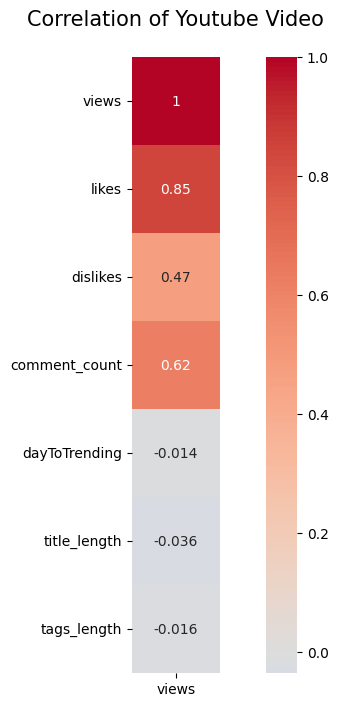 Correlation of Youtube Video
views 1
likes 0.85
dislikes 0.47
comment_count 0.62
dayToTrending -0.014
title_length -0.036
tags_length -0.016
views
1.0
0.8
0.6
0.4
0.2
0.0